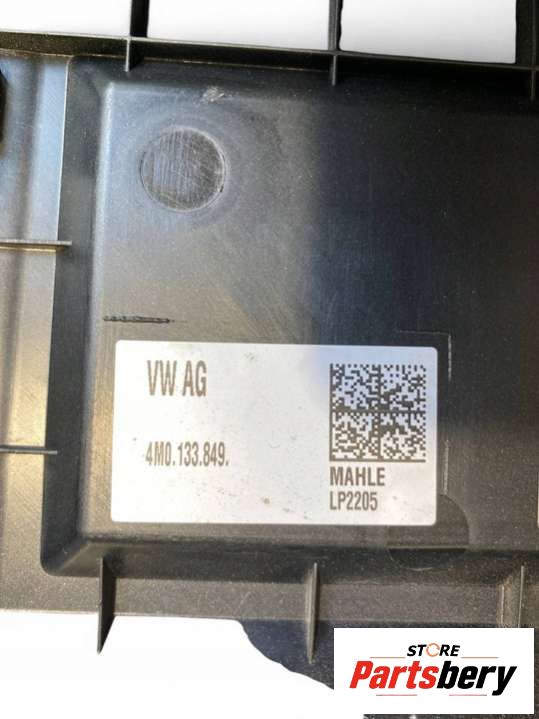 VW AG
4M0.133.849.
MAHLE
LP2205
STORE
Partsbery